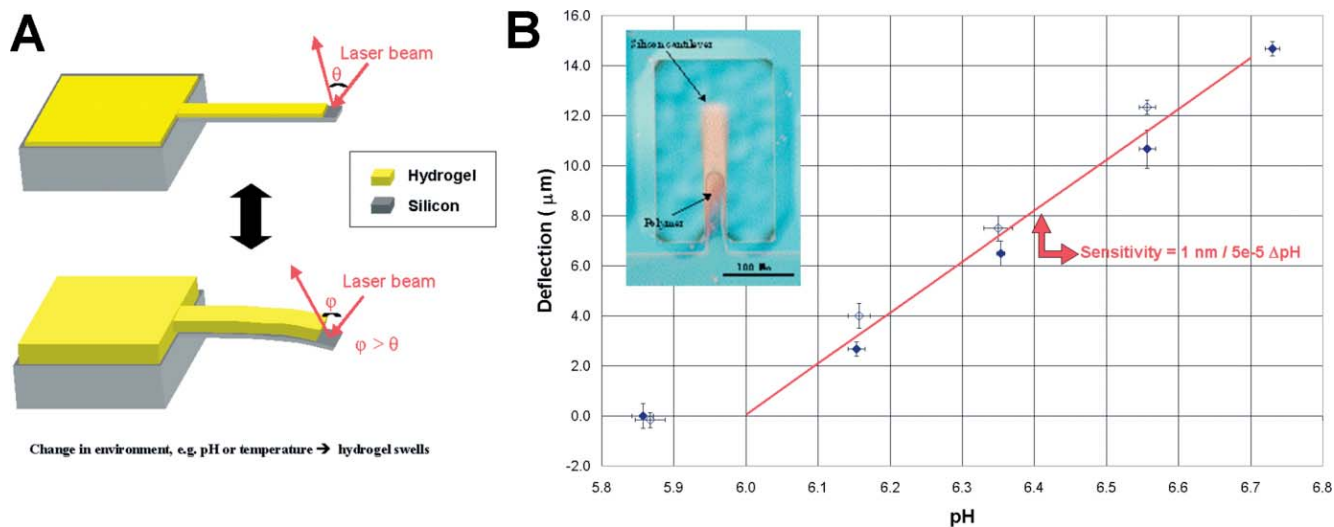 A
Laser beam
θ
Hydrogel
Silicon
Laser beam
φ
φ > θ
Change in environment, e.g. pH or temperature → hydrogel swells
B
16.0
14.0
12.0
10.0
8.0
6.0
4.0
2.0
0.0
-2.0
Deflection ( μm)
Silicon cantilever
Polymer
100 μm
Sensitivity = 1 nm / 5e-5 ΔpH
5.8 5.9 6.0 6.1 6.2 6.3 6.4 6.5 6.6 6.7 6.8
pH